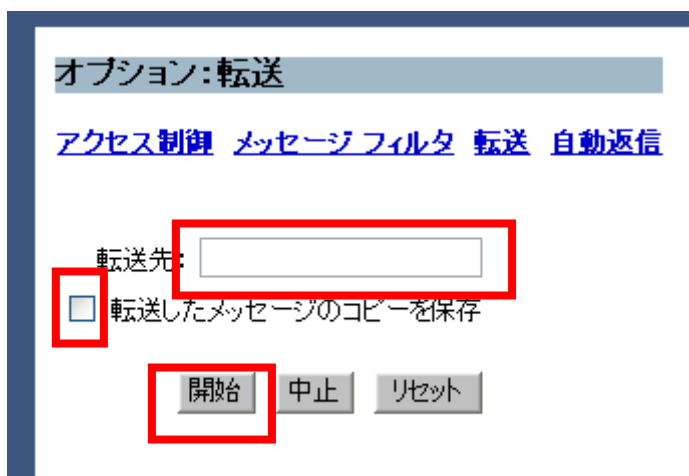 オプション:転送
アクセス制御 メッセージ フィルタ 転送 自動返信
転送先:
転送したメッセージのコピーを保存
開始 中止 リセット